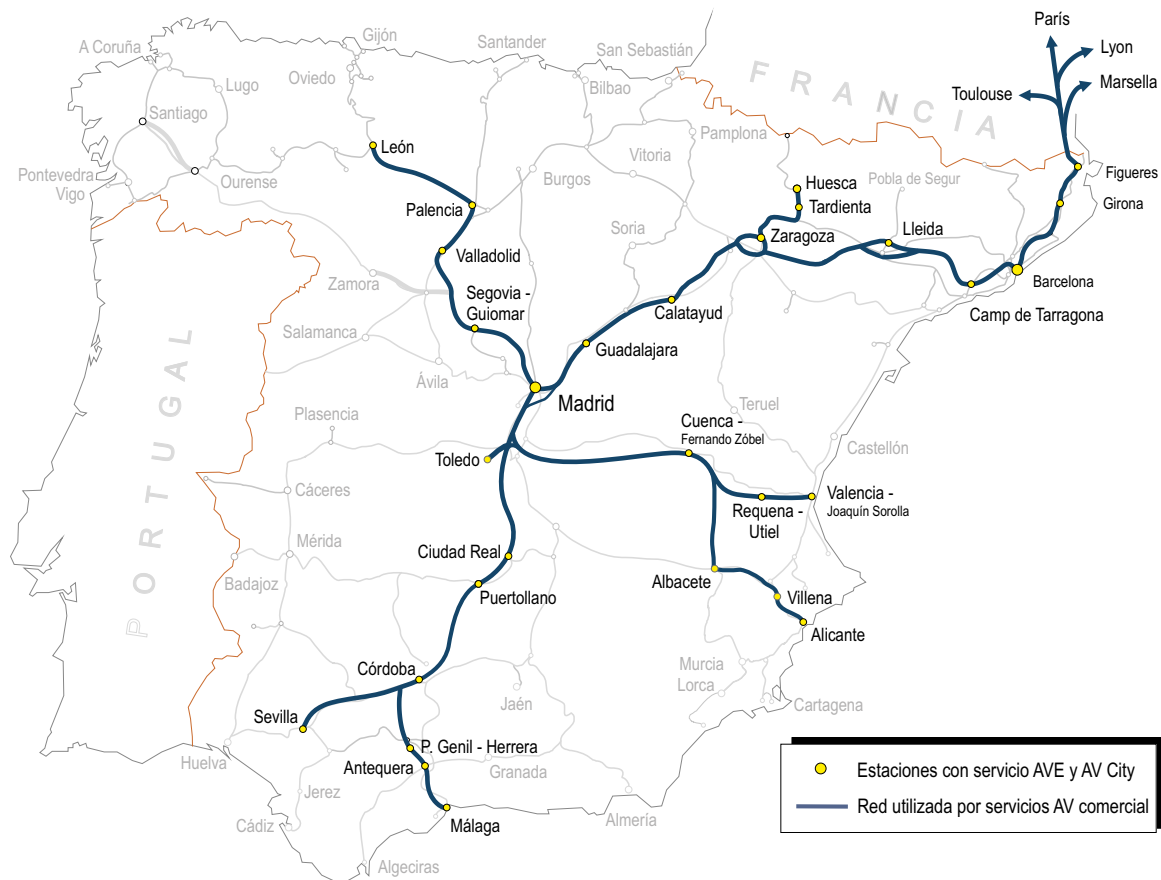 París
Lyon
Marsella
Toulouse
FRANCIA
Gijón
A Coruña
Santander
San Sebastián
Oviedo
Lugo
Bilbao
Santiago
Pamplona
León
Vitoria
Figueres
Pontevedra
Vigo
Ourense
Burgos
Huesca
Pobla de Segur
Tardienta
Girona
Palencia
Soria
Zaragoza
Lleida
Valladolid
Zamora
Segovia -
Guiomar
Barcelona
Calatayud
Camp de Tarragona
Salamanca
Guadalajara
Ávila
Madrid
PORTUGAL
Teruel
Plasencia
Cuenca -
Fernando Zóbel
Castellón
Toledo
Cáceres
Requena -
Utiel
Valencia -
Joaquín Sorolla
Mérida
Ciudad Real
Badajoz
Albacete
Puertollano
Villena
Alicante
Murcia
Lorca
Córdoba
Jaén
Cartagena
Sevilla
P. Genil - Herrera
Huelva
Antequera
Granada
Jerez
Málaga
Almería
Cádiz
Algeciras
Estaciones con servicio AVE y AV City
Red utilizada por servicios AV comercial